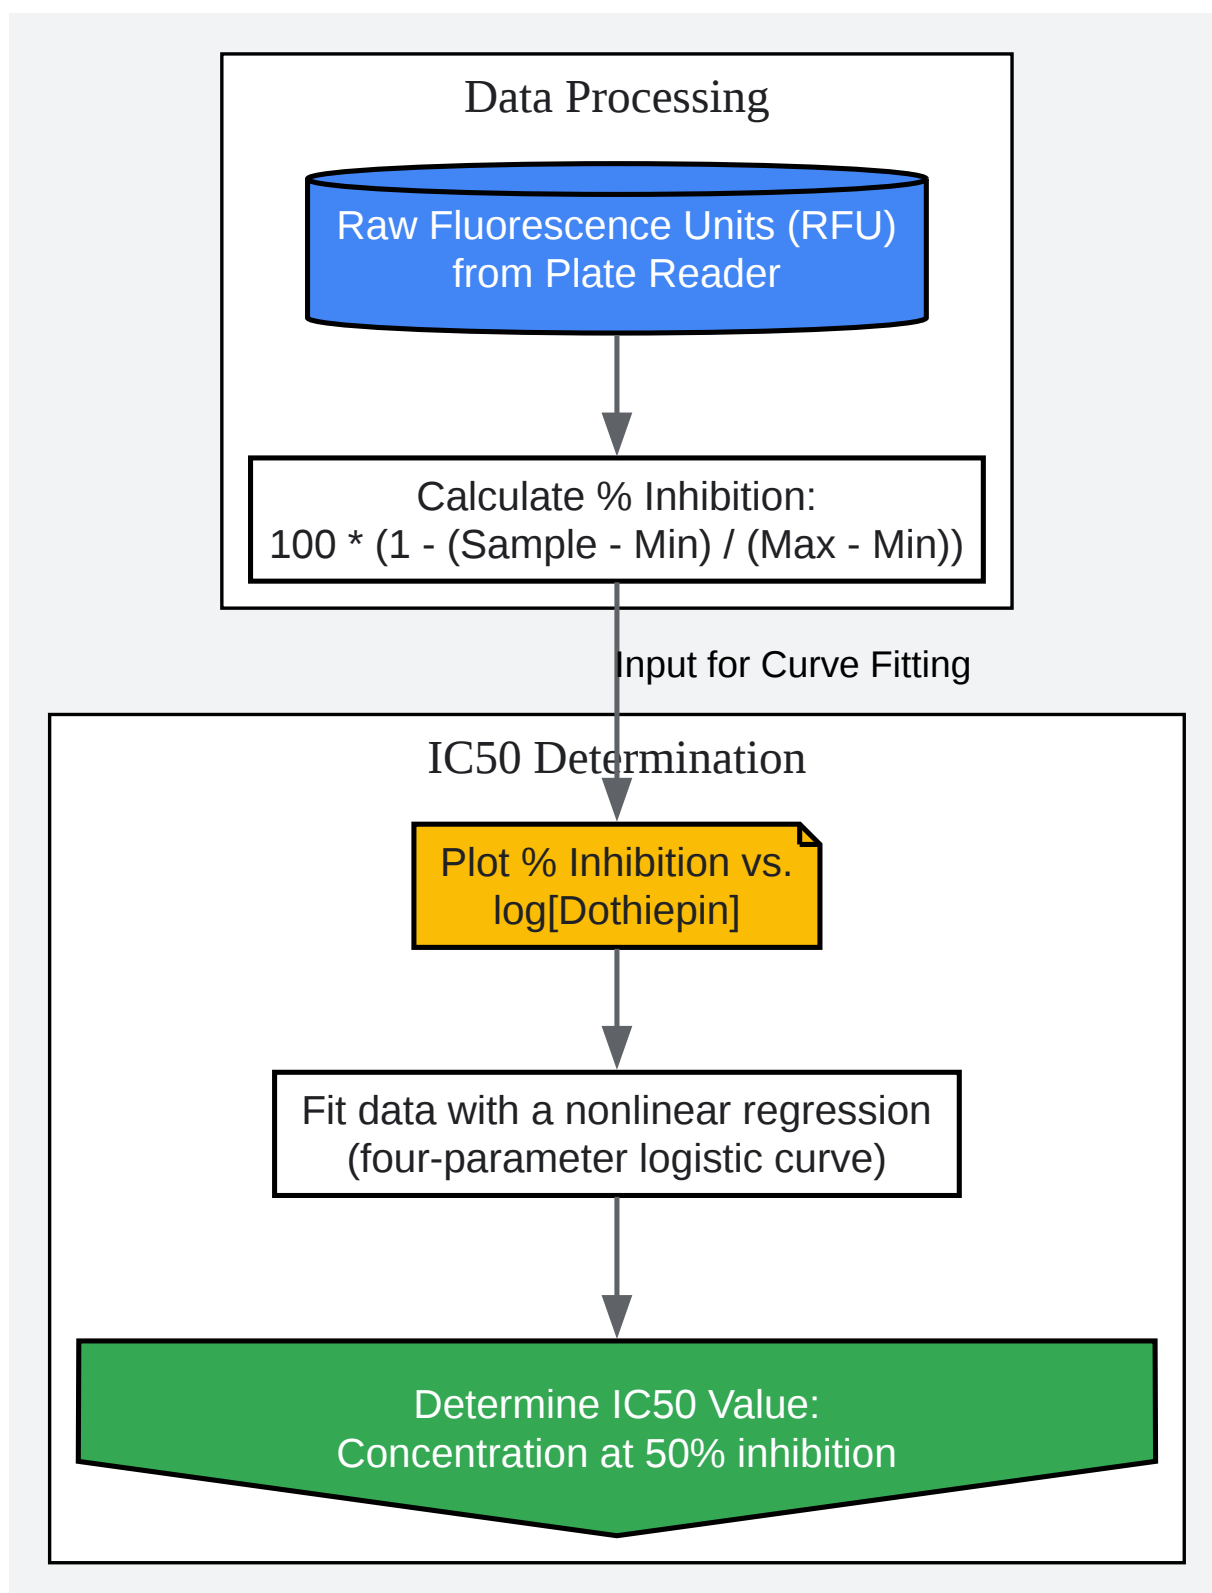 Data Processing
Raw Fluorescence Units (RFU)
from Plate Reader
Calculate % Inhibition:
100 * (1 - (Sample - Min) / (Max - Min))
Input for Curve Fitting
IC50 Determination
Plot % Inhibition vs.
log[Dothiepin]
Fit data with a nonlinear regression
(four-parameter logistic curve)
Determine IC50 Value:
Concentration at 50% inhibition